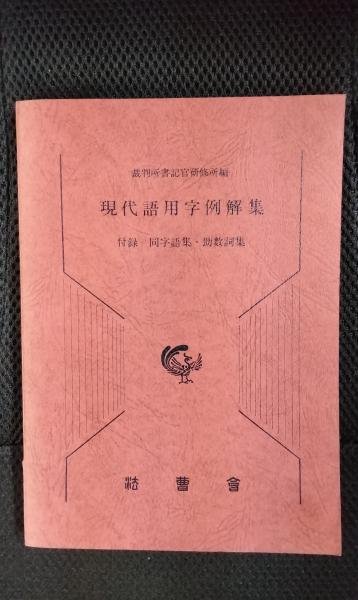 裁判所書記官研修所編
現代語用字例解集
付録 同字語集・助数詞集
法曹會